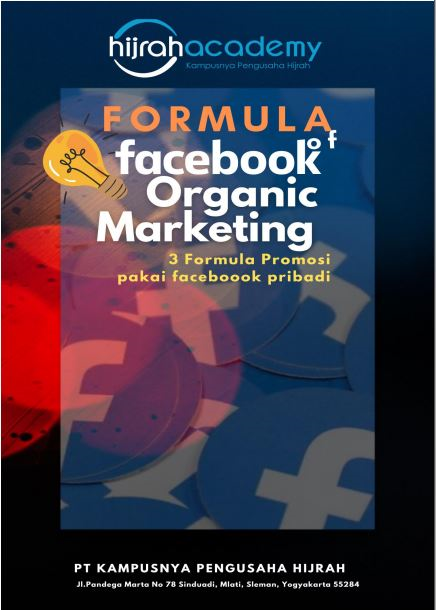 hijrahacademy
Kampusnya Pengusaha Hijrah
FORMULA
of
facebook
Organic
Marketing
3 Formula Promosi
pakai faceboook pribadi
PT KAMPUSNYA PENGUSAHA HIJRAH
Jl.Pandega Marta No 78 Sinduadi, Mlati, Sleman, Yogyakarta 55284